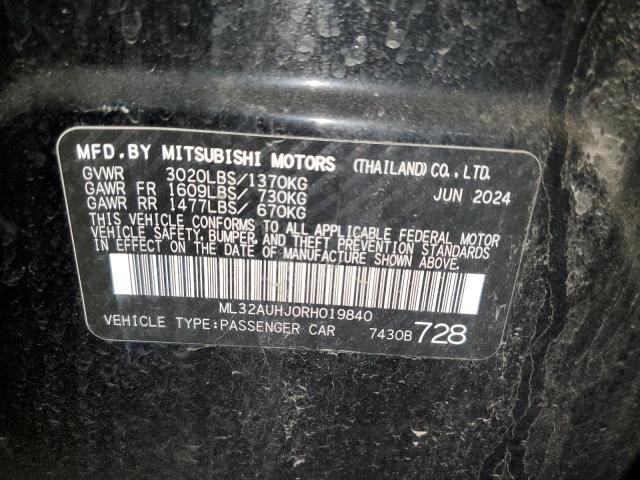 MFD.BY MITSUBISHI MOTORS (THAILAND)CO.,LTD.
GVWR 3020LBS/1370KG JUN 2024
GAWR FR 1609LBS/ 730KG
GAWR RR 1477LBS/ 670KG
THIS VEHICLE CONFORMS TO ALL APPLICABLE FEDERAL MOTOR
VEHICLE SAFETY, BUMPER, AND THEFT PREVENTION STANDARDS
IN EFFECT ON THE DATE OF MANUFACTURE SHOWN ABOVE.
ML32AUHJ0RH019840
VEHICLE TYPE:PASSENGER CAR 7430B 728